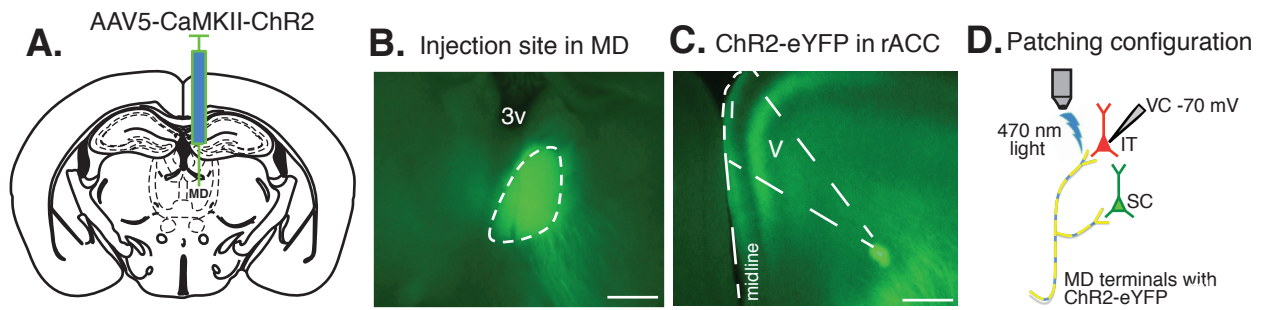 AAV5-CaMKII-ChR2
A.
MD
B. Injection site in MD
3v
C. ChR2-eYFP in rACC
V
midline
D. Patching configuration
VC -70 mV
470 nm
light
IT
SC
MD terminals with
ChR2-eYFP